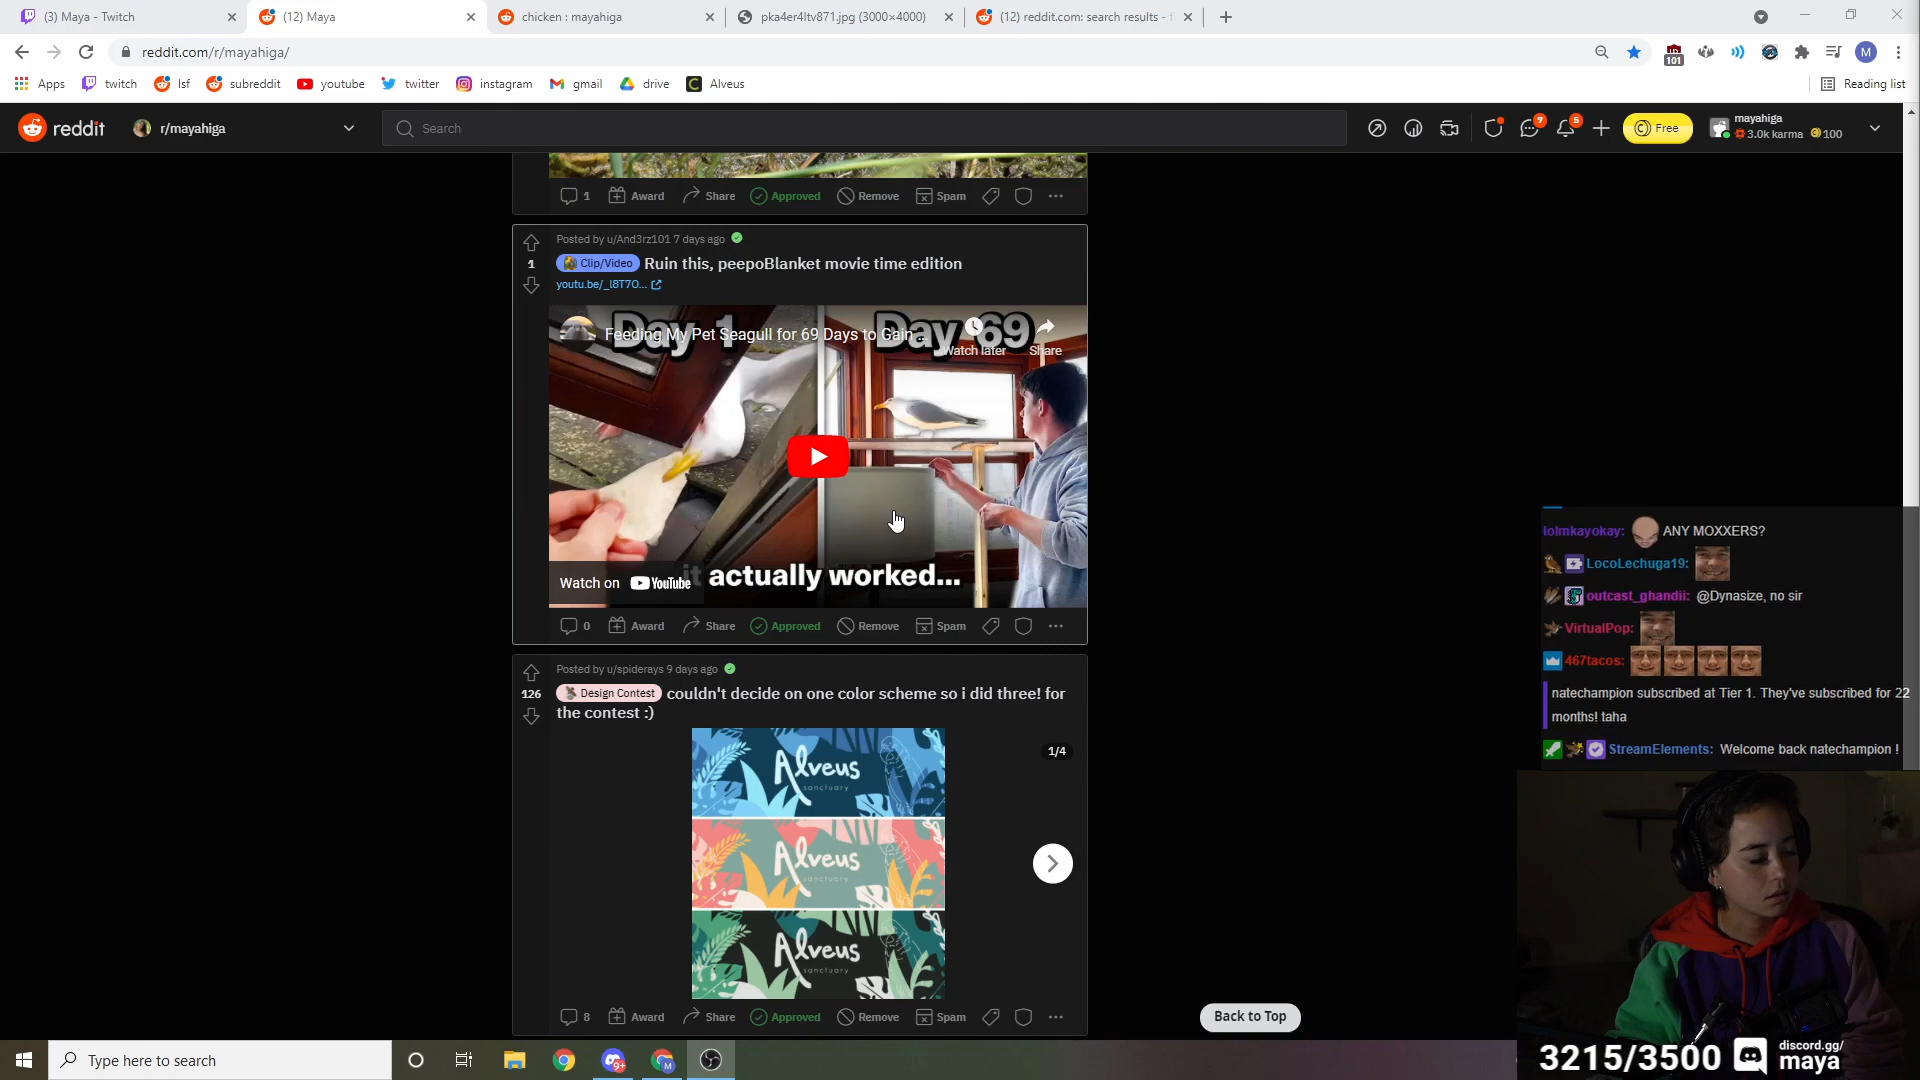 (3) Maya - Twitch
(12) Maya
chicken : mayahiga
pka4er4ltv871.jpg (3000×4000)
(12) reddit.com: search results - f
reddit.com/r/mayahiga/
101
M
Apps
twitch
lsf
subreddit
youtube
twitter
instagram
gmail
drive
Alveus
Reading list
reddit
r/mayahiga
Search
7
5
Free
mayahiga
3.0k karma
100
1
Award
Share
Approved
Remove
Spam
Posted by u/And3rz101 7 days ago
1
Clip/Video Ruin this, peepoBlanket movie time edition
youtu.be/_l8T7O...
Day 1
Day 69
Feeding My Pet Seagull for 69 Days to Gain ...
Watch later
Share
it actually worked...
Watch on YouTube
0
Award
Share
Approved
Remove
Spam
Posted by u/spiderays 9 days ago
126
Design Contest couldn't decide on one color scheme so i did three! for
the contest :)
1/4
Alveus
sanctuary
Alveus
sanctuary
Alveus
sanctuary
8
Award
Share
Approved
Remove
Spam
Back to Top
lolmkayokay: ANY MOXXERS?
LocoLechuga19:
outcast_ghandii: @Dynasize, no sir
VirtualPop:
467tacos:
natechampion subscribed at Tier 1. They've subscribed for 22
months! taha
StreamElements: Welcome back natechampion !
3215/3500
discord.gg/
maya
Type here to search
9+
M